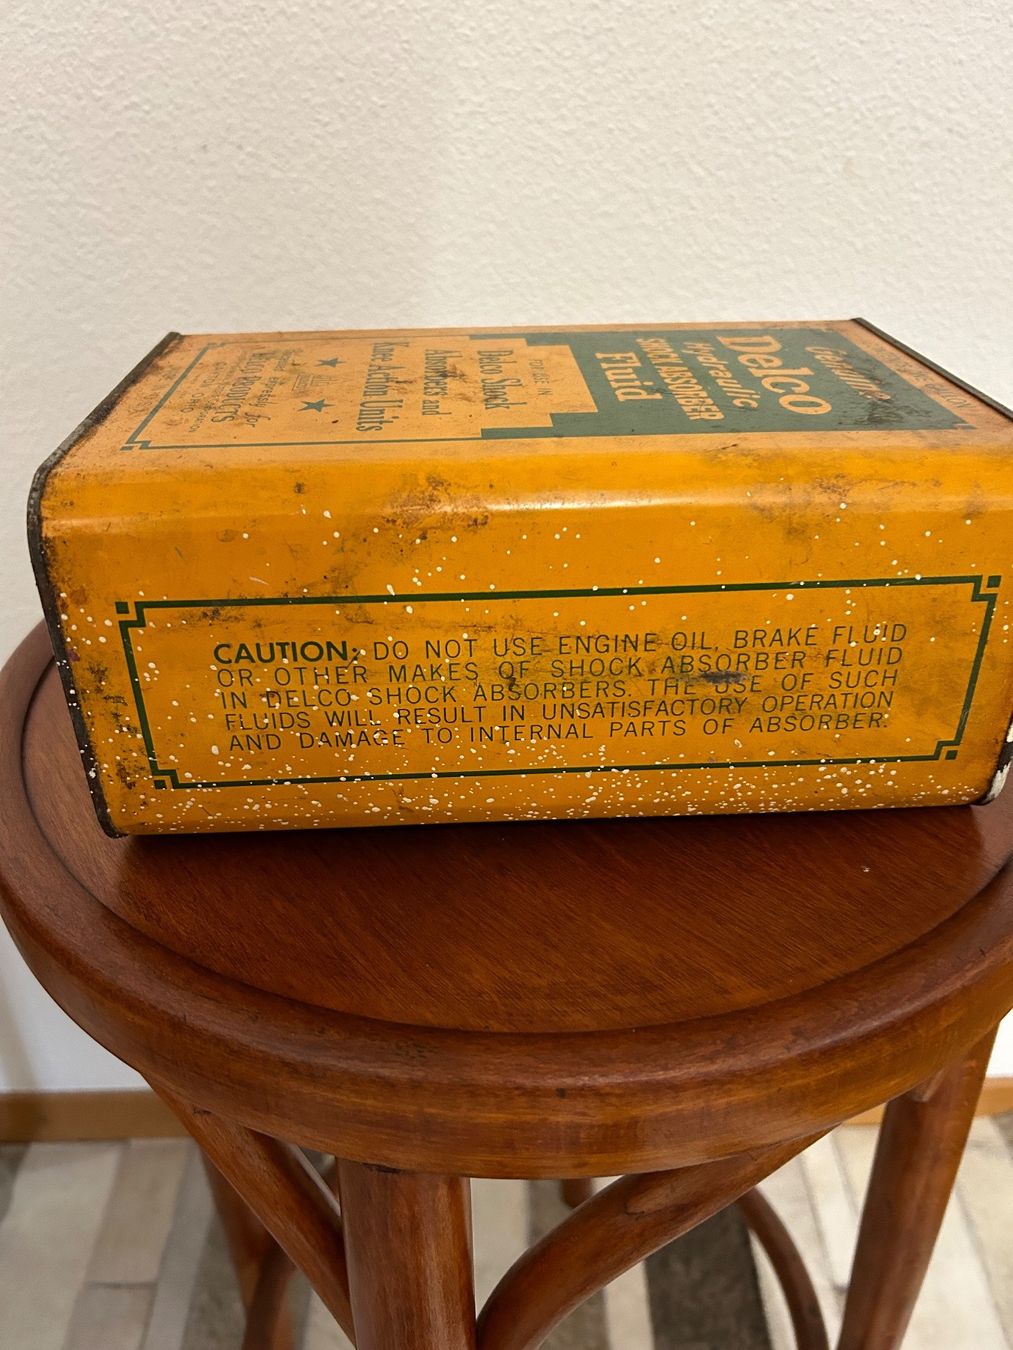 Genuine
Delco
Hydraulic
SHOCK ABSORBER
Fluid
FOR USE IN
Delco Shock
Absorbers and
Knee Action Units
for
CAUTION: DO NOT USE ENGINE OIL, BRAKE FLUID
OR OTHER MAKES OF SHOCK ABSORBER FLUID
IN DELCO SHOCK ABSORBERS. THE USE OF SUCH
FLUIDS WILL RESULT IN UNSATISFACTORY OPERATION
AND DAMAGE TO INTERNAL PARTS OF ABSORBER.